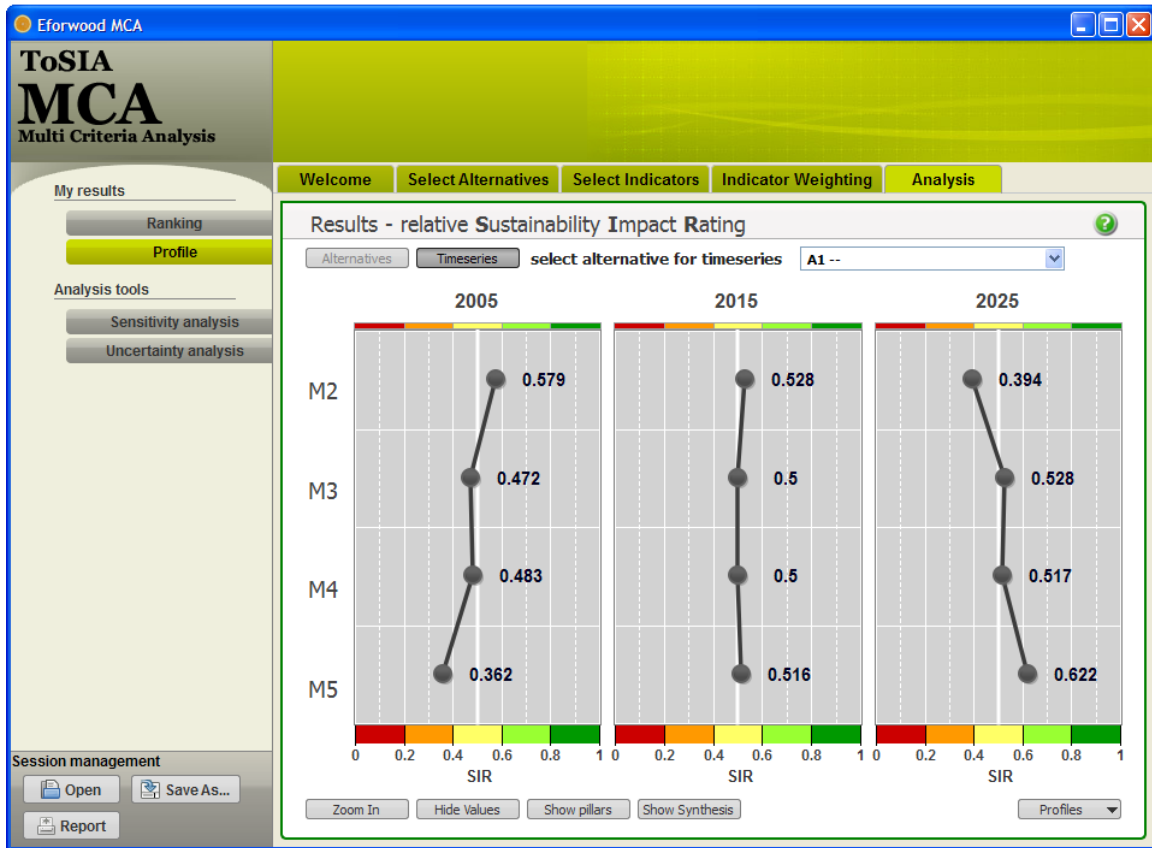 Eforwood MCA
ToSIA
MCA
Multi Criteria Analysis
My results
Ranking
Profile
Analysis tools
Sensitivity analysis
Uncertainty analysis
Session management
Open Save As...
Report
Welcome Select Alternatives Select Indicators Indicator Weighting Analysis
Results - relative Sustainability Impact Rating ?
Alternatives Timeseries select alternative for timeseries A1 --
2005 2015 2025
M2 0.579 0.528 0.394
M3 0.472 0.5 0.528
M4 0.483 0.5 0.517
M5 0.362 0.516 0.622
0 0.2 0.4 0.6 0.8 1 0 0.2 0.4 0.6 0.8 1 0 0.2 0.4 0.6 0.8 1
SIR SIR SIR
Zoom In Hide Values Show pillars Show Synthesis Profiles